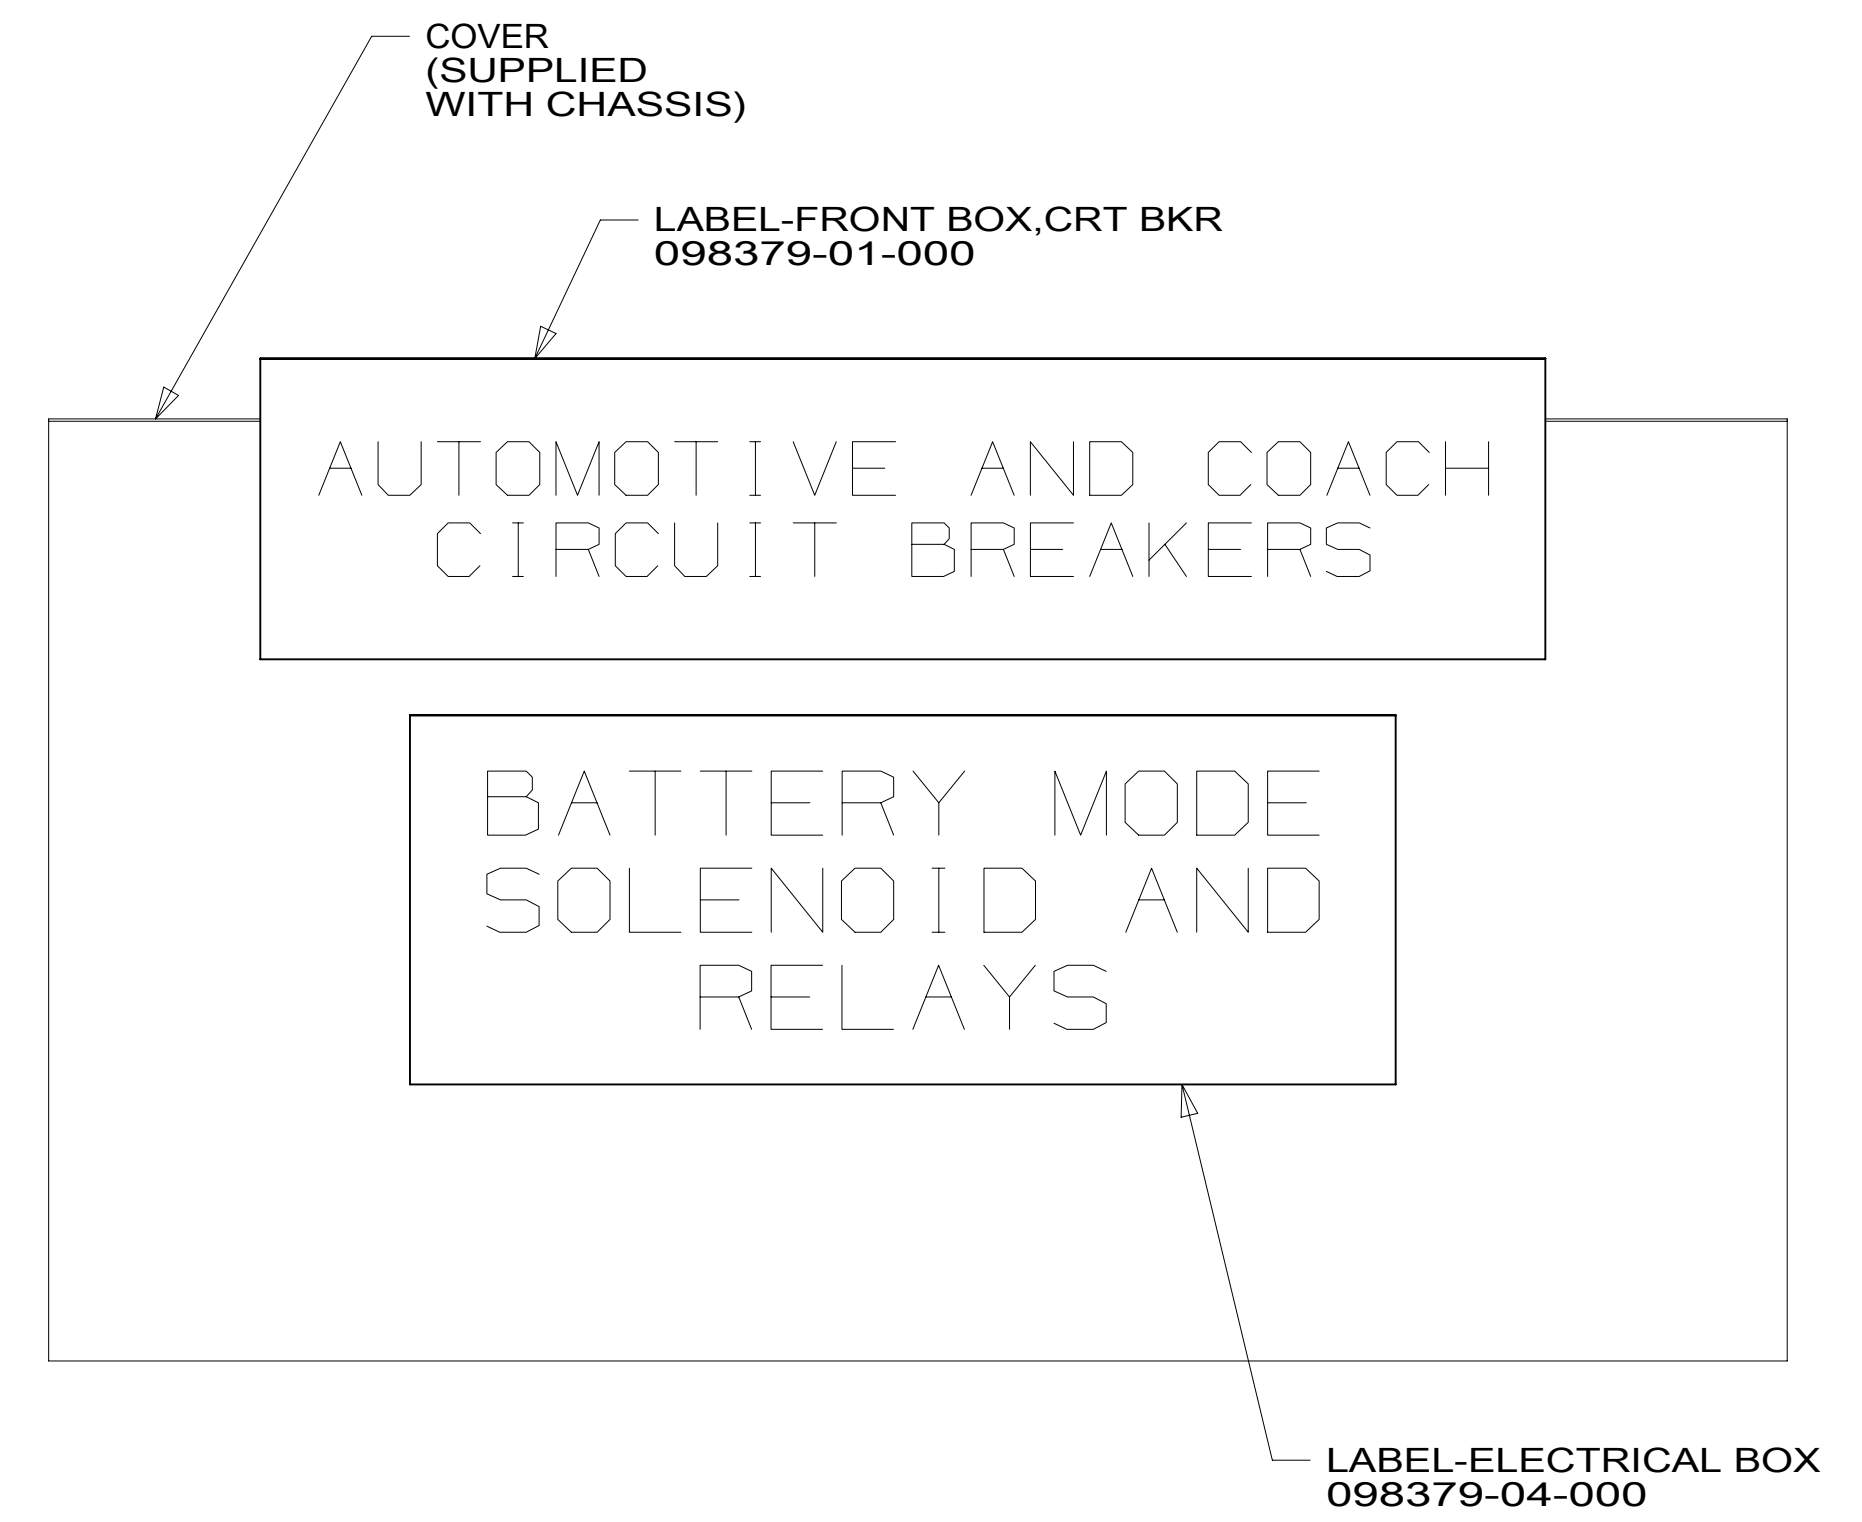 COVER
(SUPPLIED
WITH CHASSIS)
LABEL-FRONT BOX,CRT BKR
098379-01-000
AUTOMOTIVE AND COACH
CIRCUIT BREAKERS
BATTERY MODE
SOLENOID AND
RELAYS
LABEL-ELECTRICAL BOX
098379-04-000